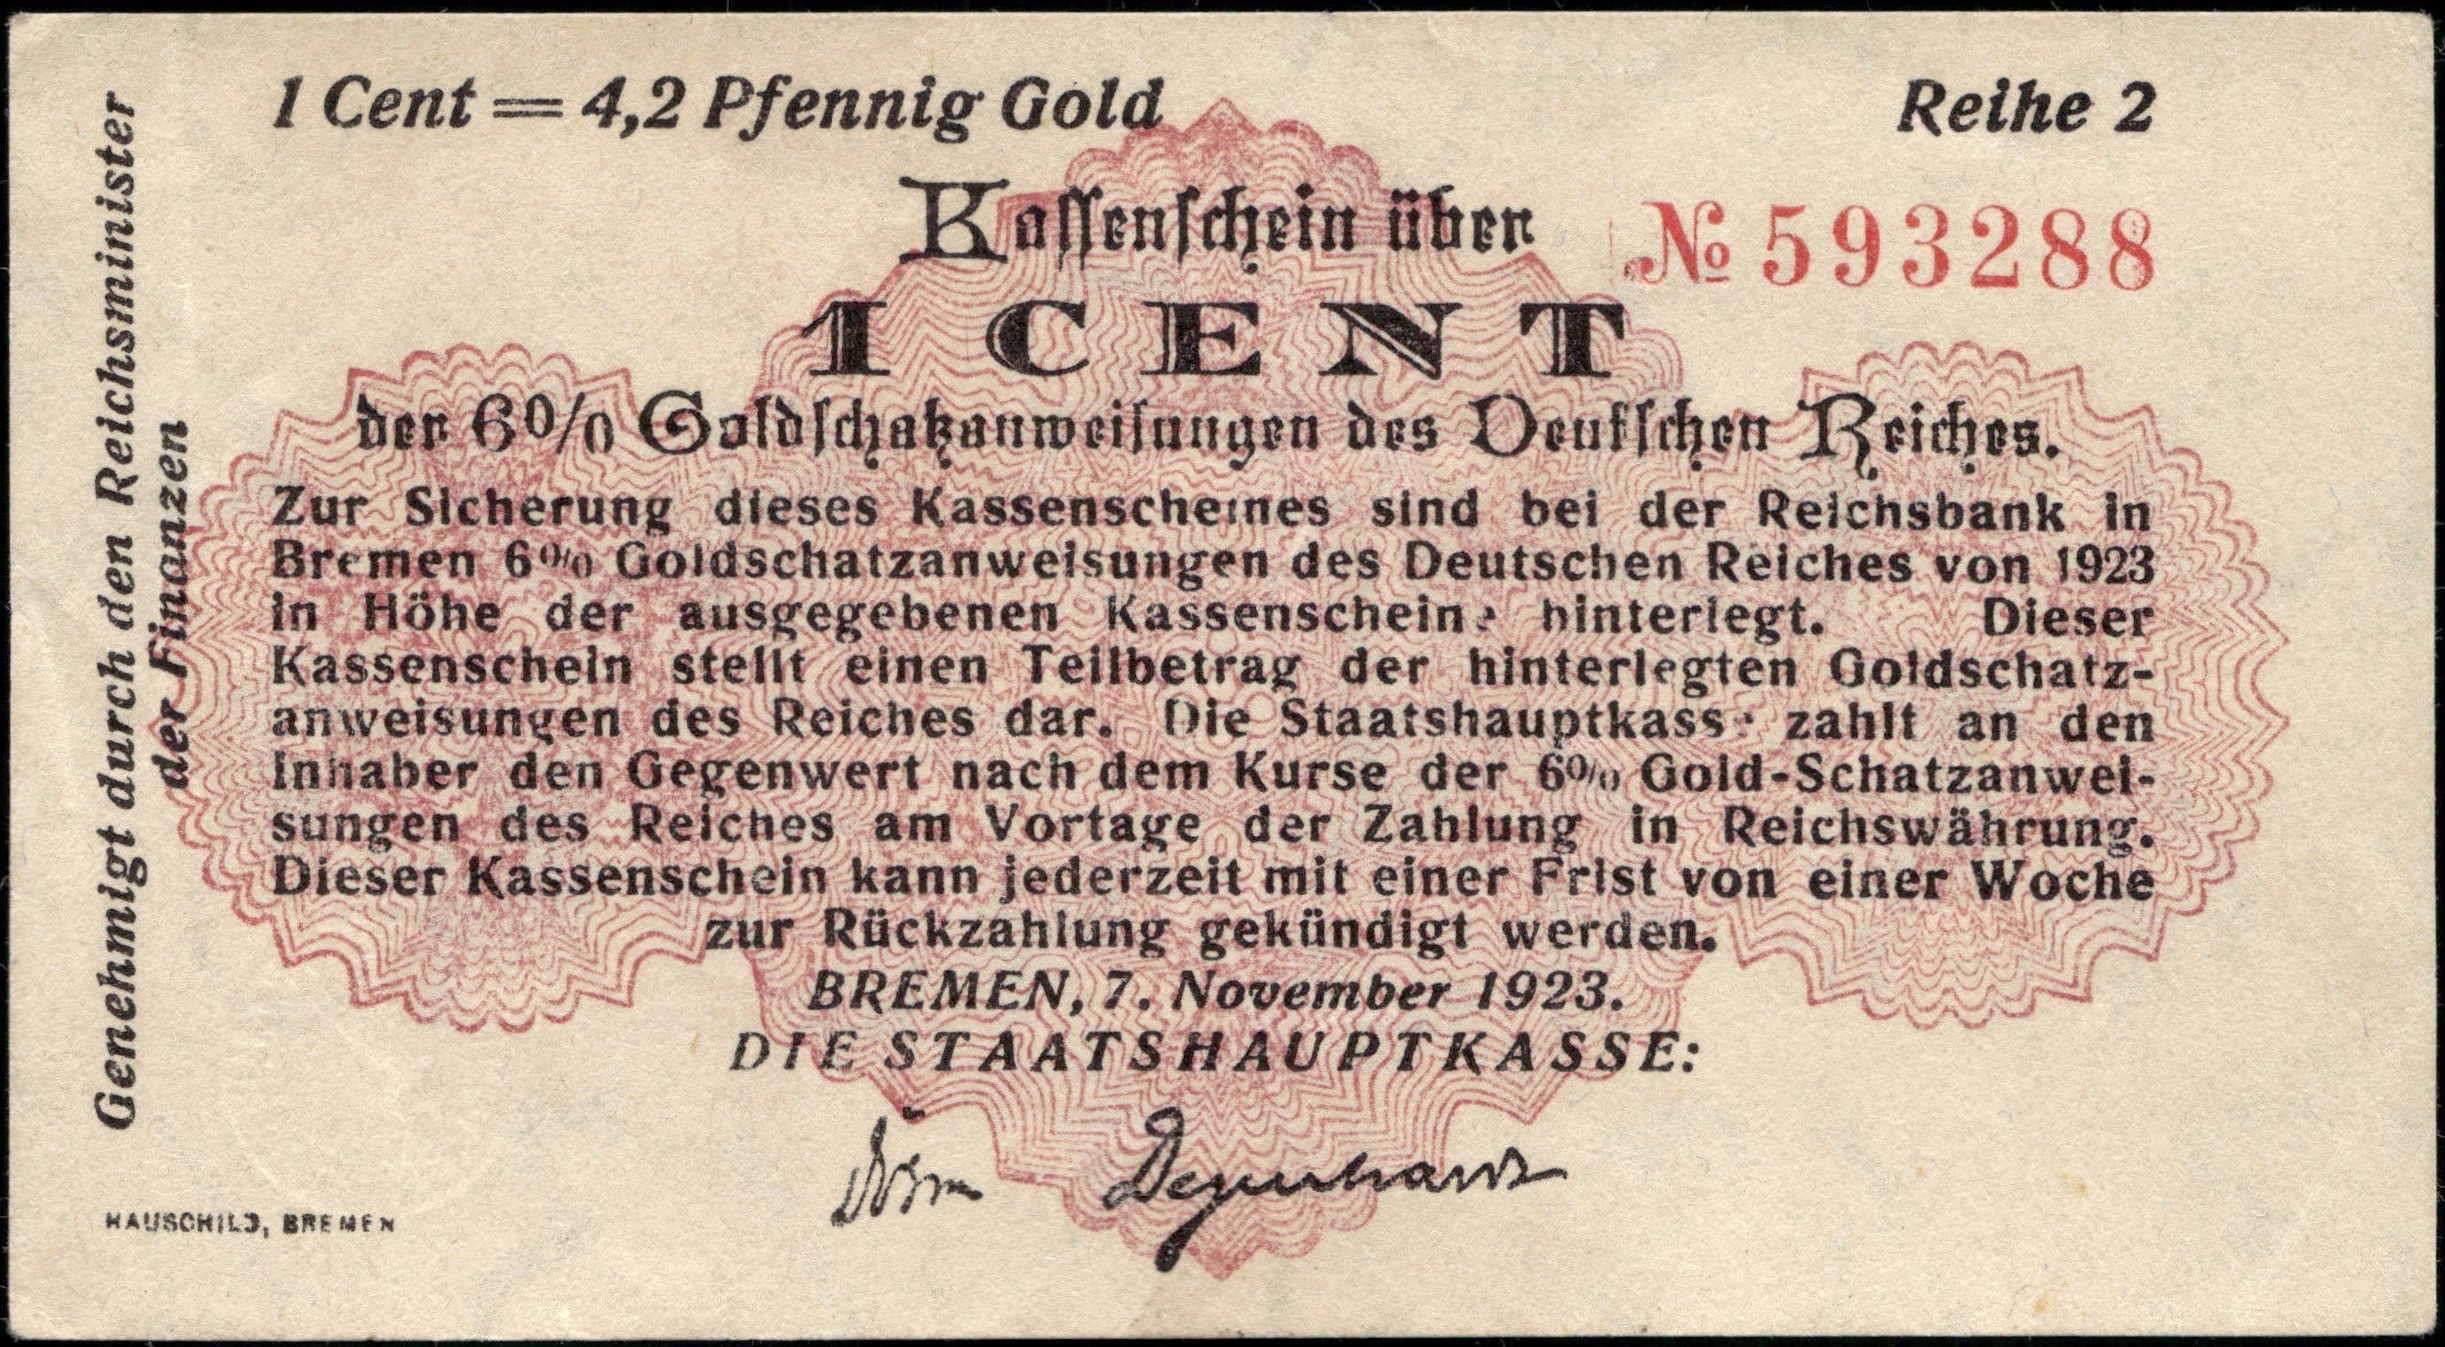 1 Cent = 4,2 Pfennig Gold
Reihe 2
Kassenschein über
№ 593288
1 CENT
der 6% Goldschatzanweisungen des Deutschen Reiches.
Zur Sicherung dieses Kassenscheines sind bei der Reichsbank in
Bremen 6% Goldschatzanweisungen des Deutschen Reiches von 1923
in Höhe der ausgegebenen Kassenscheine hinterlegt. Dieser
Kassenschein stellt einen Teilbetrag der hinterlegten Goldschatz-
anweisungen des Reiches dar. Die Staatshauptkasse zahlt an den
Inhaber den Gegenwert nach dem Kurse der 6% Gold-Schatzanwei-
sungen des Reiches am Vortage der Zahlung in Reichswährung.
Dieser Kassenschein kann jederzeit mit einer Frist von einer Woche
zur Rückzahlung gekündigt werden.
BREMEN, 7. November 1923.
DIE STAATSHAUPTKASSE:
Degenhardt
HAUSCHILD, BREMEN
Genehmigt durch den Reichsminister
der Finanzen